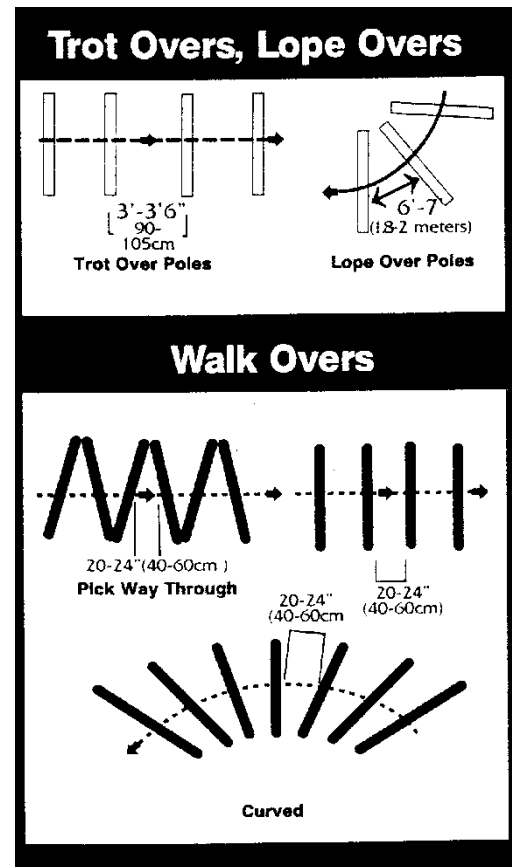 Trot Overs, Lope Overs
3'-3'6"
90-
105cm
Trot Over Poles
6'-7
(1.8-2 meters)
Lope Over Poles
Walk Overs
20-24"(40-60cm )
Pick Way Through
20-24"
(40-60cm)
20-24"
(40-60cm
Curved